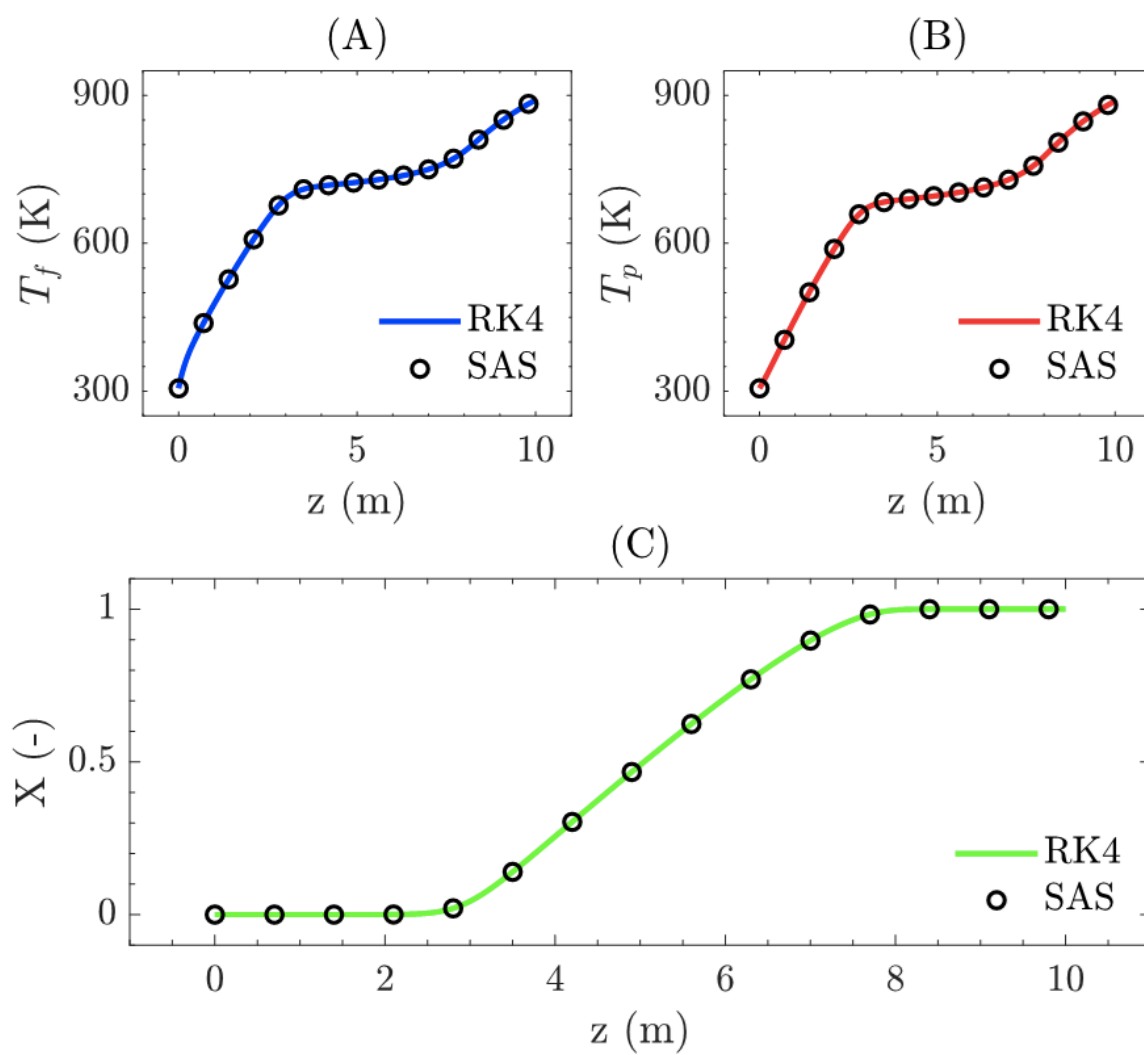 (A)
900
600
300
T_f (K)
RK4
SAS
0 5 10
z (m)
(B)
900
600
300
T_p (K)
RK4
SAS
0 5 10
z (m)
(C)
1
0.5
0
X (-)
RK4
SAS
0 2 4 6 8 10
z (m)